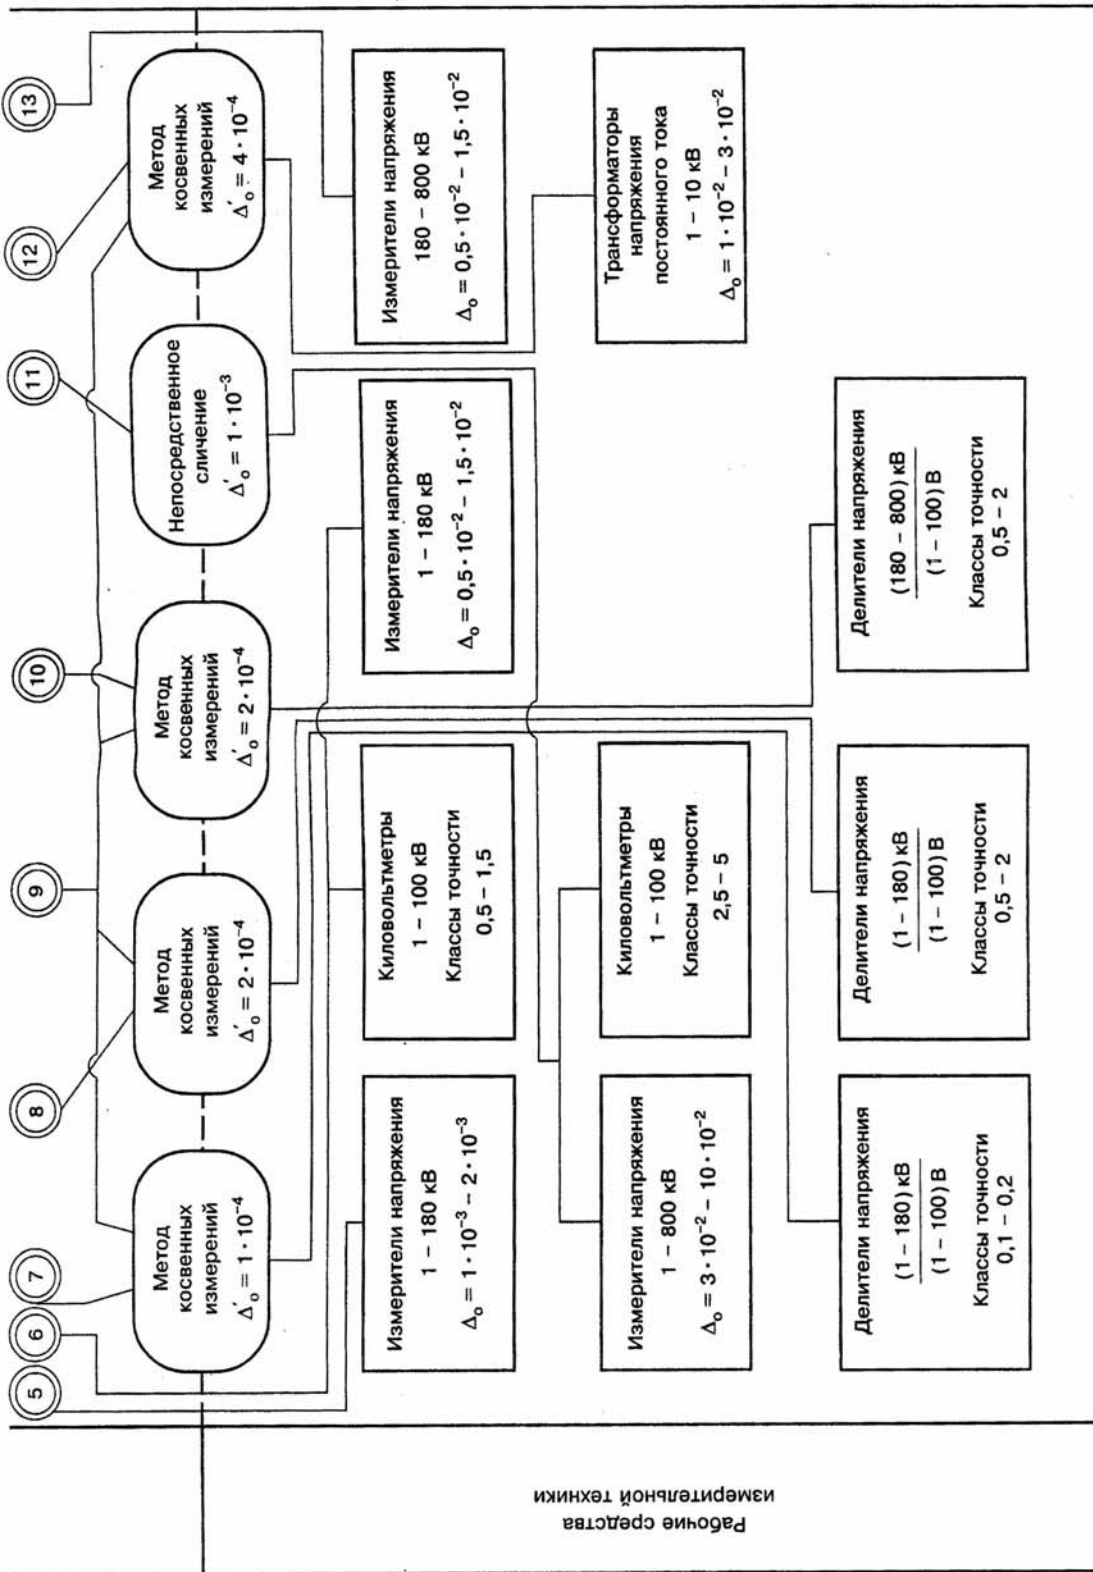 5
6
7
8
9
10
11
12
13
Метод
косвенных
измерений
Δ′о = 1 · 10⁻⁴
Метод
косвенных
измерений
Δ′о = 2 · 10⁻⁴
Метод
косвенных
измерений
Δ′о = 2 · 10⁻⁴
Непосредственное
сличение
Δ′о = 1 · 10⁻³
Метод
косвенных
измерений
Δ′о = 4 · 10⁻⁴
Рабочие средства
измерительной техники
Измерители напряжения
1 – 180 кВ
Δо = 1 · 10⁻³ – 2 · 10⁻³
Киловольтметры
1 – 100 кВ
Классы точности
0,5 – 1,5
Измерители напряжения
1 – 180 кВ
Δо = 0,5 · 10⁻² – 1,5 · 10⁻²
Измерители напряжения
180 – 800 кВ
Δо = 0,5 · 10⁻² – 1,5 · 10⁻²
Измерители напряжения
1 – 800 кВ
Δо = 3 · 10⁻² – 10 · 10⁻²
Киловольтметры
1 – 100 кВ
Классы точности
2,5 – 5
Трансформаторы
напряжения
постоянного тока
1 – 10 кВ
Δо = 1 · 10⁻² – 3 · 10⁻²
Делители напряжения
(1 – 180) кВ
(1 – 100) В
Классы точности
0,1 – 0,2
Делители напряжения
(1 – 180) кВ
(1 – 100) В
Классы точности
0,5 – 2
Делители напряжения
(180 – 800) кВ
(1 – 100) В
Классы точности
0,5 – 2